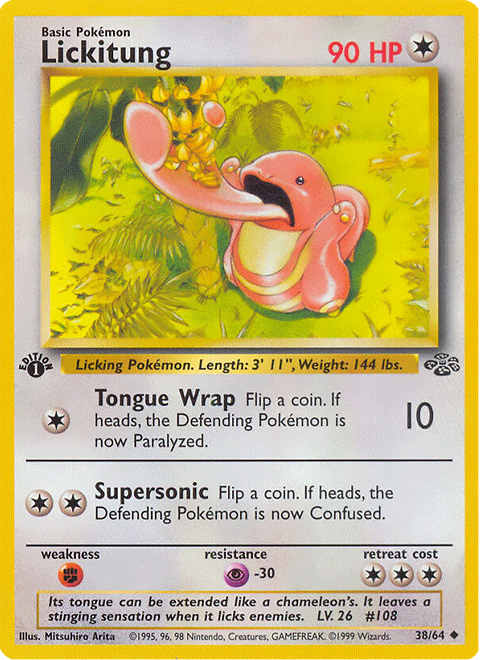 Basic Pokémon
Lickitung 90 HP
EDITION 1
Licking Pokémon. Length: 3' 11", Weight: 144 lbs.
Tongue Wrap Flip a coin. If
heads, the Defending Pokémon is
now Paralyzed.
10
Supersonic Flip a coin. If heads, the
Defending Pokémon is now Confused.
weakness resistance retreat cost
-30
Its tongue can be extended like a chameleon's. It leaves a
stinging sensation when it licks enemies. LV. 26 #108
Illus. Mitsuhiro Arita ©1995, 96, 98 Nintendo, Creatures, GAMEFREAK. ©1999 Wizards. 38/64